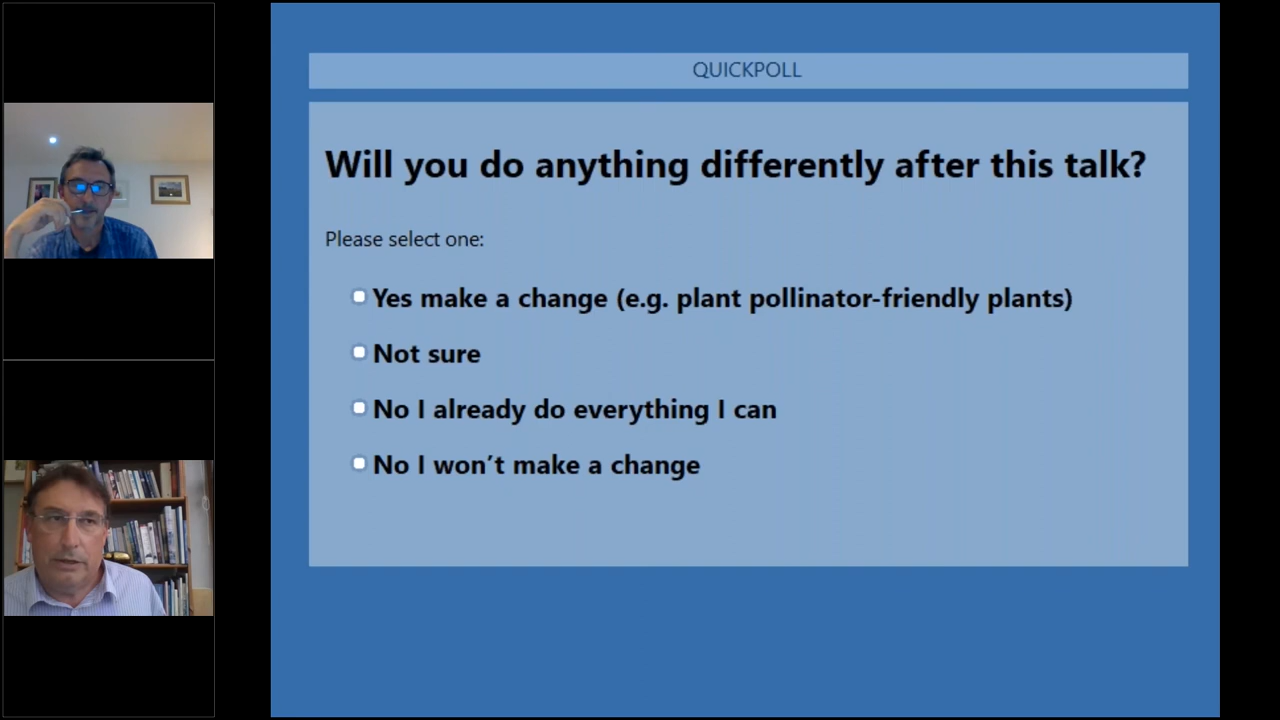 QUICKPOLL
Will you do anything differently after this talk?
Please select one:
Yes make a change (e.g. plant pollinator-friendly plants)
Not sure
No I already do everything I can
No I won’t make a change